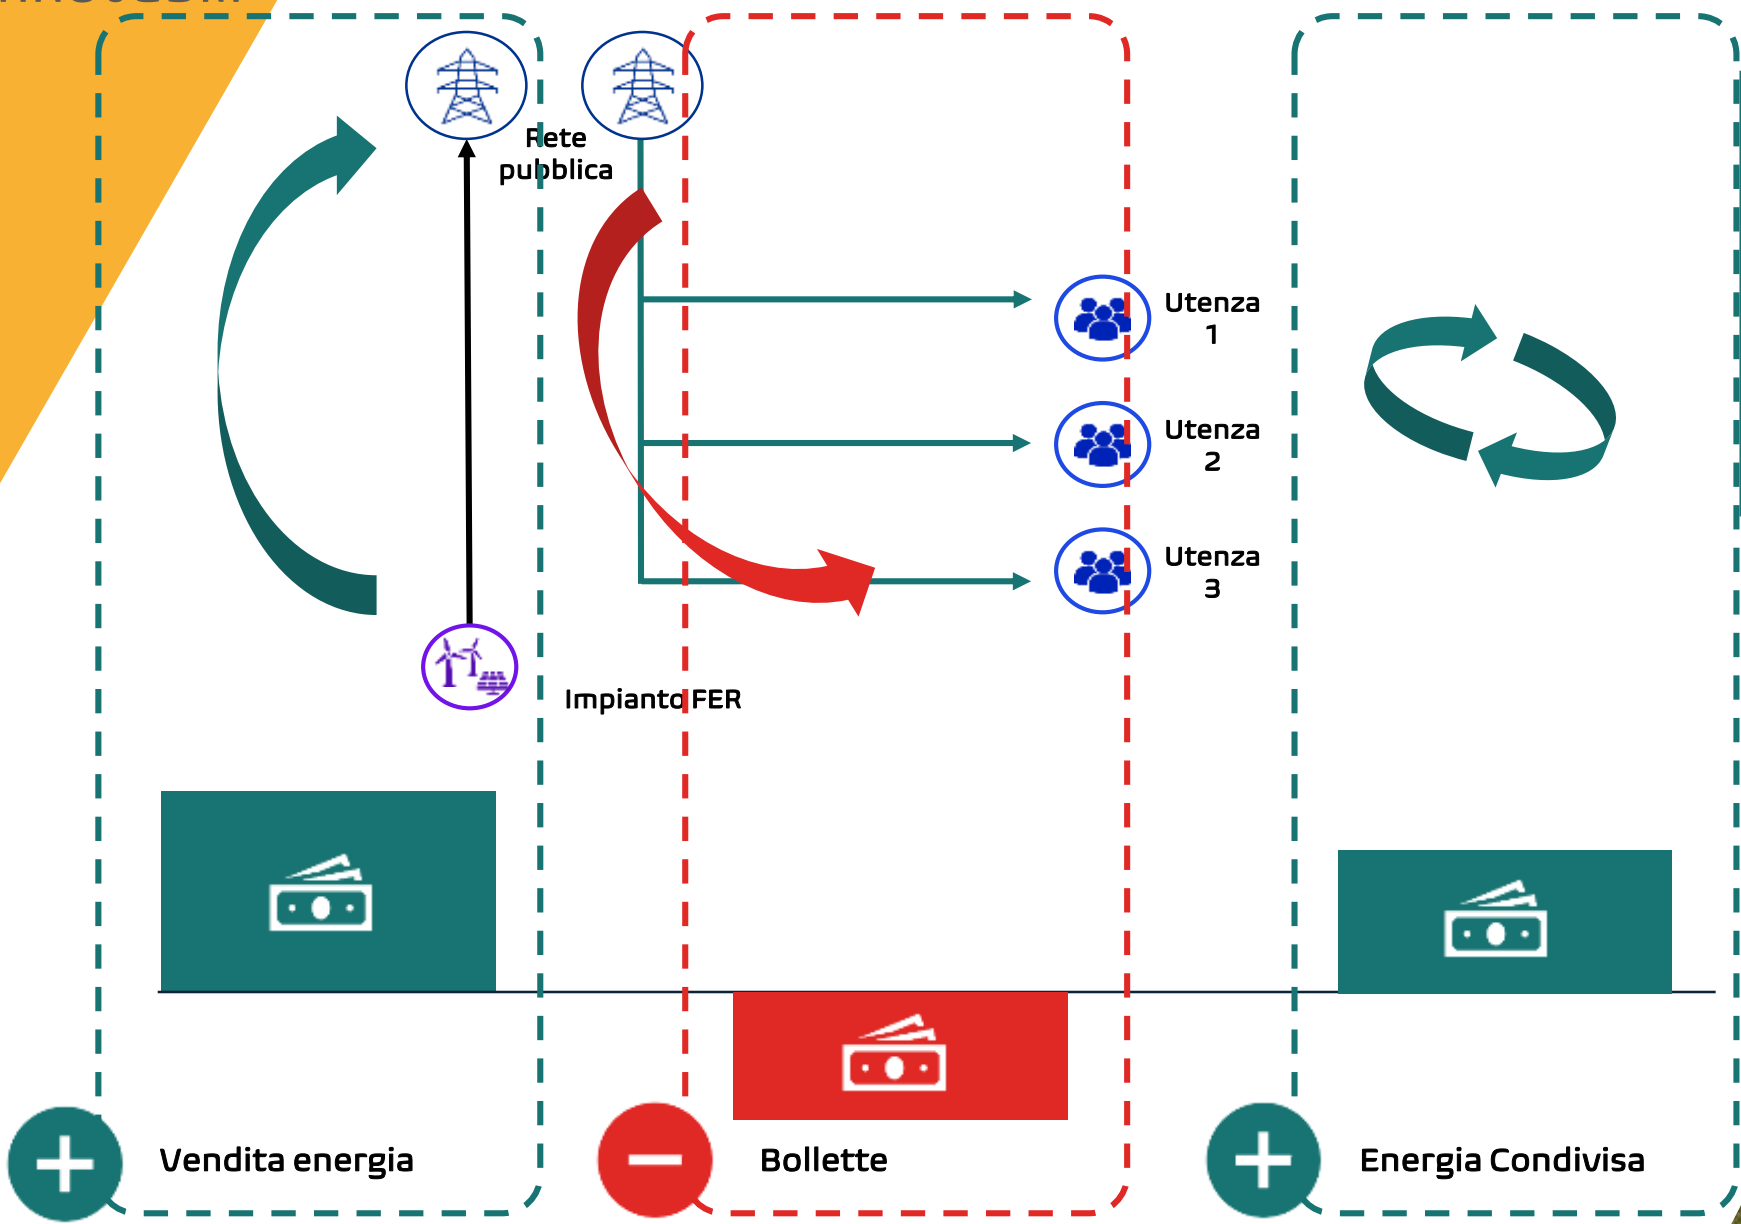 Rete
pubblica
Utenza
1
Utenza
2
Utenza
3
Impianto FER
Vendita energia
Bollette
Energia Condivisa